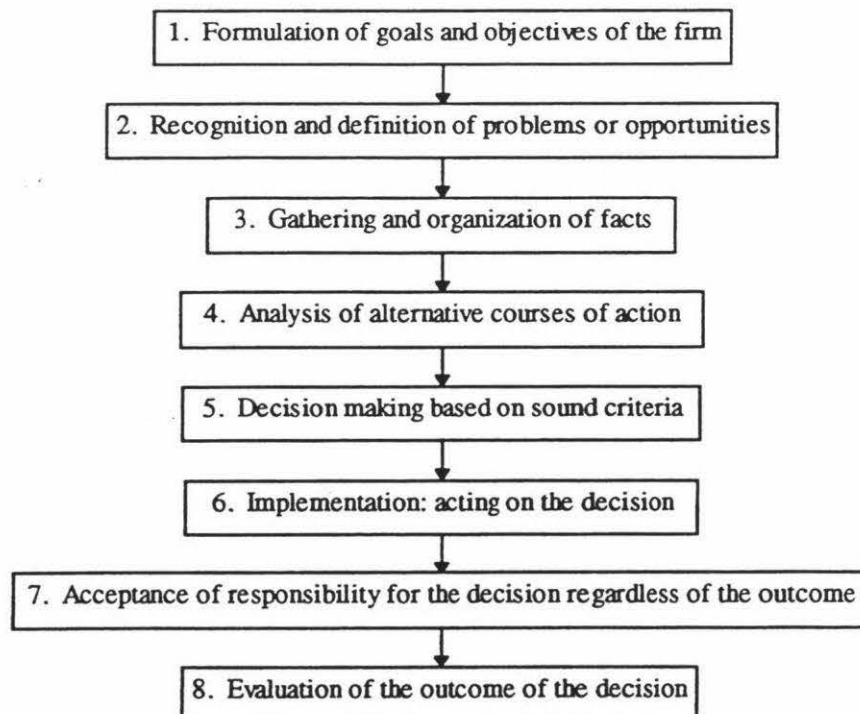 1. Formulation of goals and objectives of the firm
2. Recognition and definition of problems or opportunities
3. Gathering and organization of facts
4. Analysis of alternative courses of action
5. Decision making based on sound criteria
6. Implementation: acting on the decision
7. Acceptance of responsibility for the decision regardless of the outcome
8. Evaluation of the outcome of the decision